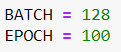 BATCH = 128
EPOCH = 100